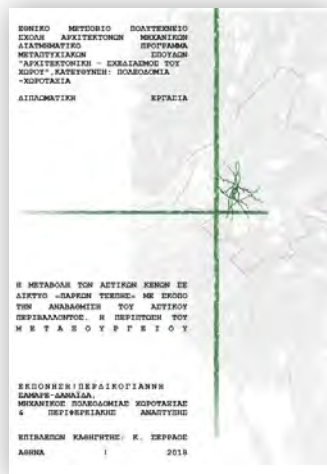 ΕΘΝΙΚΟ ΜΕΤΣΟΒΙΟ ΠΟΛΥΤΕΧΝΕΙΟ
ΣΧΟΛΗ ΑΡΧΙΤΕΚΤΟΝΩΝ ΜΗΧΑΝΙΚΩΝ
ΔΙΑΤΜΗΜΑΤΙΚΟ ΠΡΟΓΡΑΜΜΑ
ΜΕΤΑΠΤΥΧΙΑΚΩΝ ΣΠΟΥΔΩΝ
"ΑΡΧΙΤΕΚΤΟΝΙΚΗ - ΣΧΕΔΙΑΣΜΟΣ ΤΟΥ
ΧΩΡΟΥ",ΚΑΤΕΥΘΥΝΣΗ: ΠΟΛΕΟΔΟΜΙΑ
-ΧΩΡΟΤΑΞΙΑ
ΔΙΠΛΩΜΑΤΙΚΗ ΕΡΓΑΣΙΑ
Η ΜΕΤΑΒΟΛΗ ΤΩΝ ΑΣΤΙΚΩΝ ΚΕΝΩΝ ΣΕ
ΔΙΚΤΥΟ «ΠΑΡΚΩΝ ΤΣΕΠΗΣ» ΜΕ ΣΚΟΠΟ
ΤΗΝ ΑΝΑΒΑΘΜΙΣΗ ΤΟΥ ΑΣΤΙΚΟΥ
ΠΕΡΙΒΑΛΛΟΝΤΟΣ. Η ΠΕΡΙΠΤΩΣΗ ΤΟΥ
Μ Ε Τ Α Ξ Ο Υ Ρ Γ Ε Ι Ο Υ
ΕΚΠΟΝΗΣΗ:ΠΕΡΔΙΚΟΓΙΑΝΝΗ
ΣΑΜΑΡΕ-ΔΑΝΑΪΔΑ,
ΜΗΧΑΝΙΚΟΣ ΠΟΛΕΟΔΟΜΙΑΣ ΧΩΡΟΤΑΞΙΑΣ
& ΠΕΡΙΦΕΡΕΙΑΚΗΣ ΑΝΑΠΤΥΞΗΣ
ΕΠΙΒΛΕΠΩΝ ΚΑΘΗΓΗΤΗΣ: Κ. ΣΕΡΡΑΟΣ
ΑΘΗΝΑ | 2018